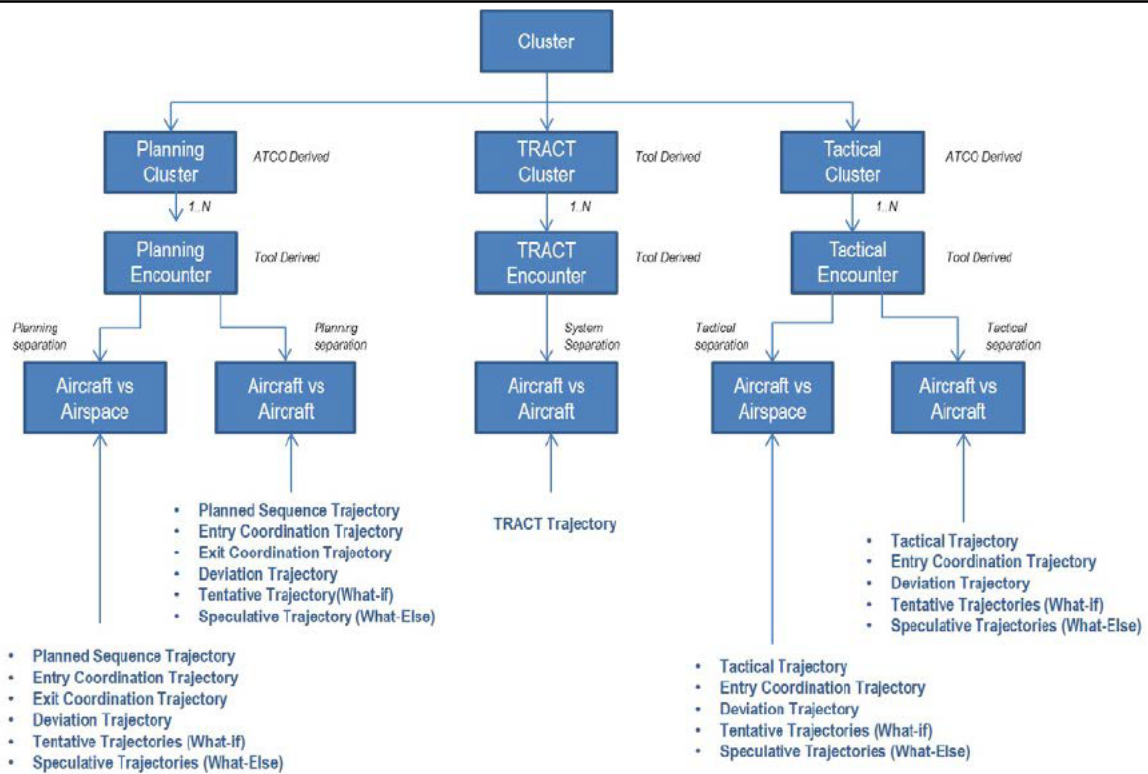 Cluster
Planning
Cluster
ATCO Derived
TRACT
Cluster
Tool Derived
Tactical
Cluster
ATCO Derived
1..N
1..N
1..N
Planning
Encounter
Tool Derived
TRACT
Encounter
Tool Derived
Tactical
Encounter
Tool Derived
Planning
separation
Planning
separation
System
Separation
Tactical
separation
Tactical
separation
Aircraft vs
Airspace
Aircraft vs
Aircraft
Aircraft vs
Aircraft
Aircraft vs
Airspace
Aircraft vs
Aircraft
• Planned Sequence Trajectory
• Entry Coordination Trajectory
• Exit Coordination Trajectory
• Deviation Trajectory
• Tentative Trajectory(What-if)
• Speculative Trajectory (What-Else)
TRACT Trajectory
• Tactical Trajectory
• Entry Coordination Trajectory
• Deviation Trajectory
• Tentative Trajectories (What-if)
• Speculative Trajectories (What-Else)
• Planned Sequence Trajectory
• Entry Coordination Trajectory
• Exit Coordination Trajectory
• Deviation Trajectory
• Tentative Trajectories (What-if)
• Speculative Trajectories (What-Else)
• Tactical Trajectory
• Entry Coordination Trajectory
• Deviation Trajectory
• Tentative Trajectories (What-if)
• Speculative Trajectories (What-Else)